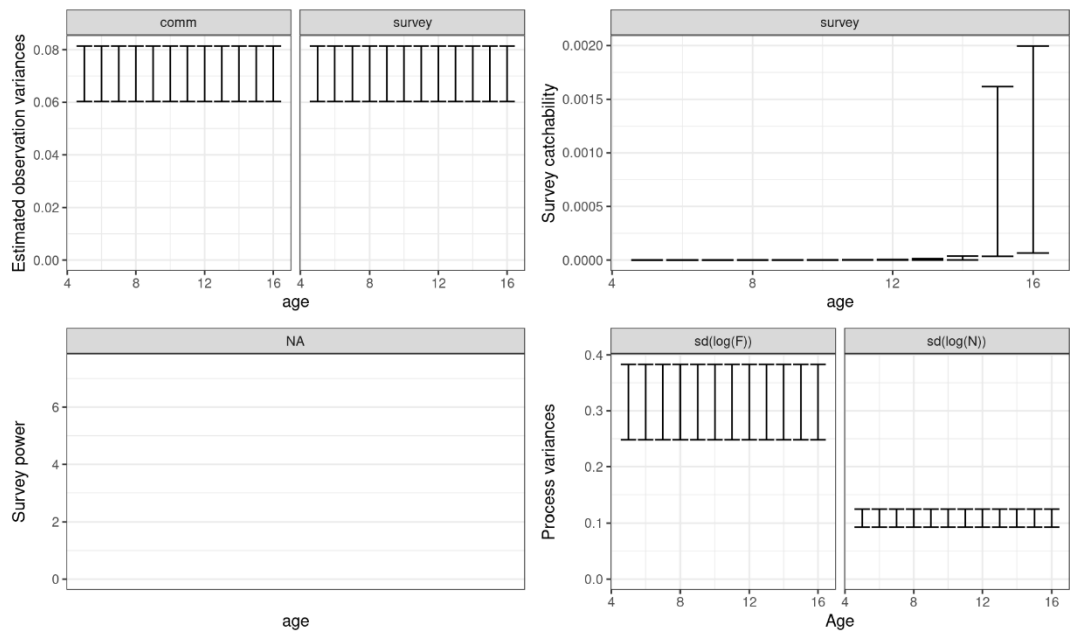 comm survey
Estimated observation variances
0.08
0.06
0.04
0.02
0.00
4 8 12 16 4 8 12 16
age
survey
Survey catchability
0.0020
0.0015
0.0010
0.0005
0.0000
4 8 12 16
age
NA
Survey power
6
4
2
0
age
sd(log(F)) sd(log(N))
Process variances
0.4
0.3
0.2
0.1
0.0
4 8 12 16 4 8 12 16
Age